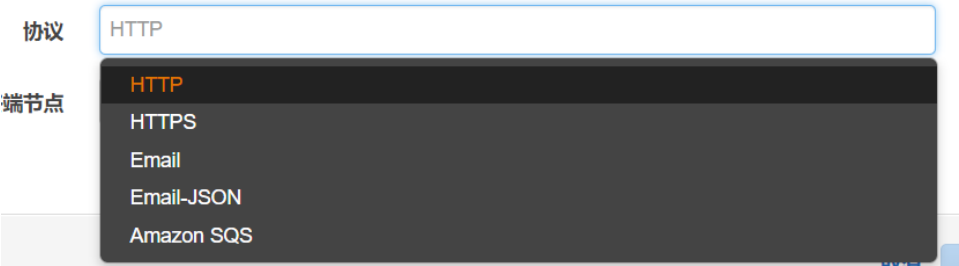 协议
HTTP
HTTP
端节点
HTTPS
Email
Email-JSON
Amazon SQS